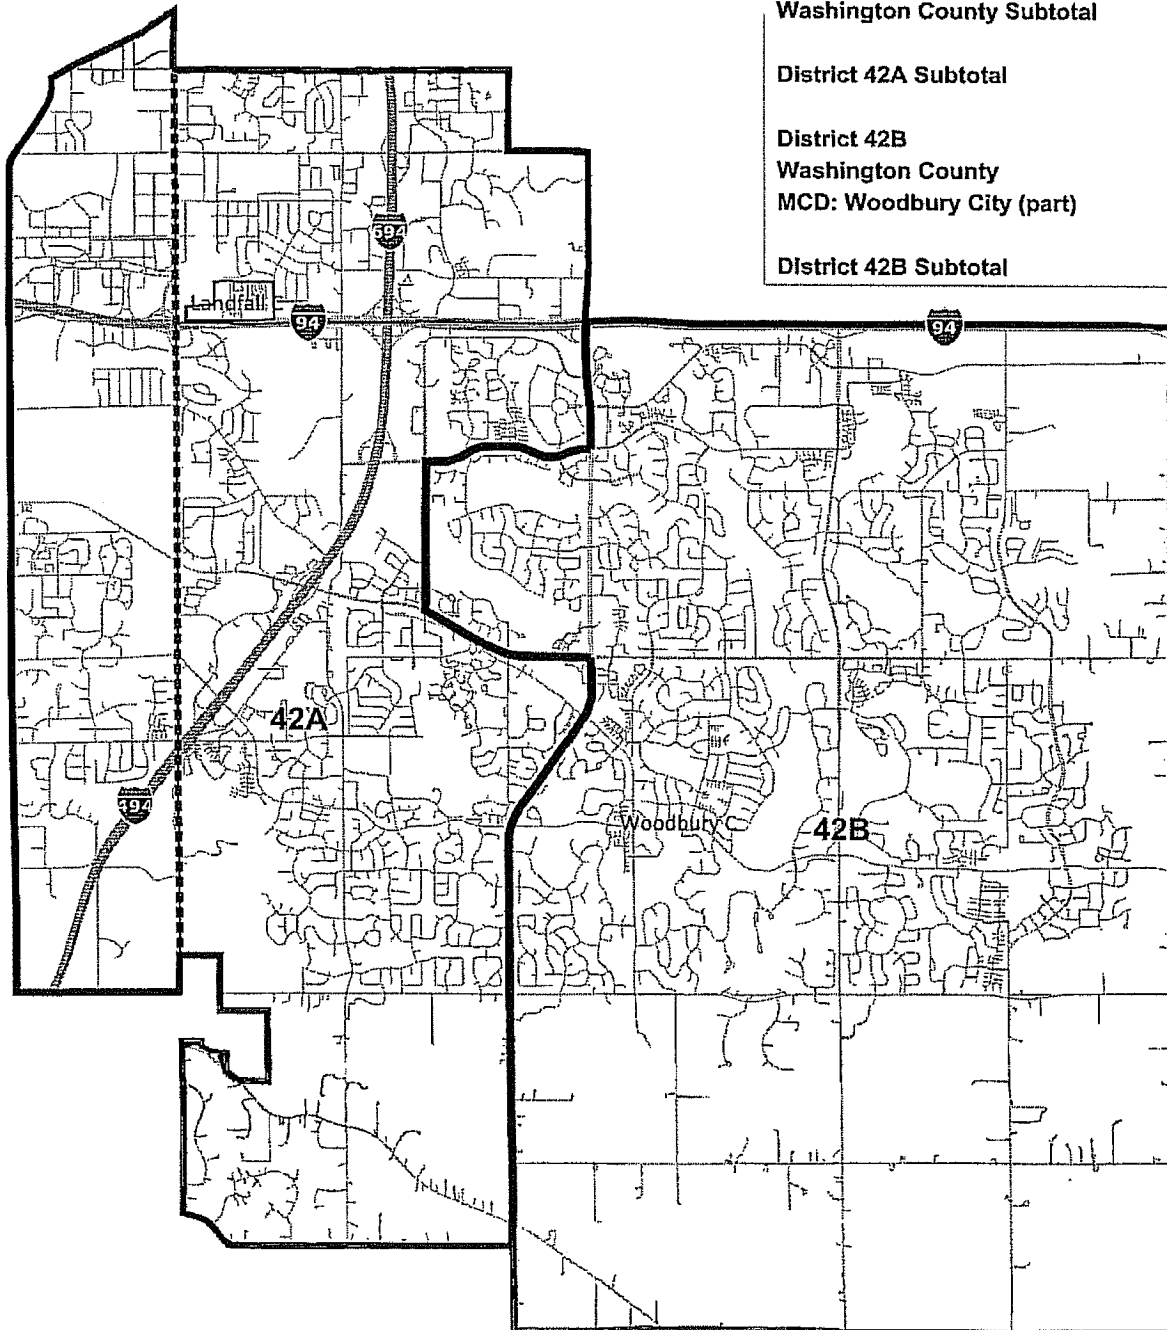 Washington County Subtotal
District 42A Subtotal
District 42B
Washington County
MCD: Woodbury City (part)
District 42B Subtotal
694
Landfall
94
94
42A
494
Woodbury
42B